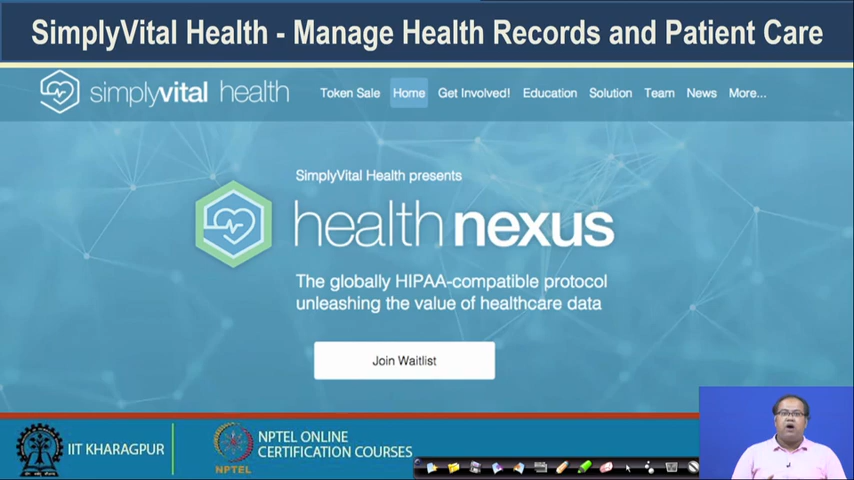 SimplyVital Health - Manage Health Records and Patient Care
simplyvital health
Token Sale Home Get Involved! Education Solution Team News More...
SimplyVital Health presents
health nexus
The globally HIPAA-compatible protocol
unleashing the value of healthcare data
Join Waitlist
IIT KHARAGPUR
NPTEL
NPTEL ONLINE
CERTIFICATION COURSES